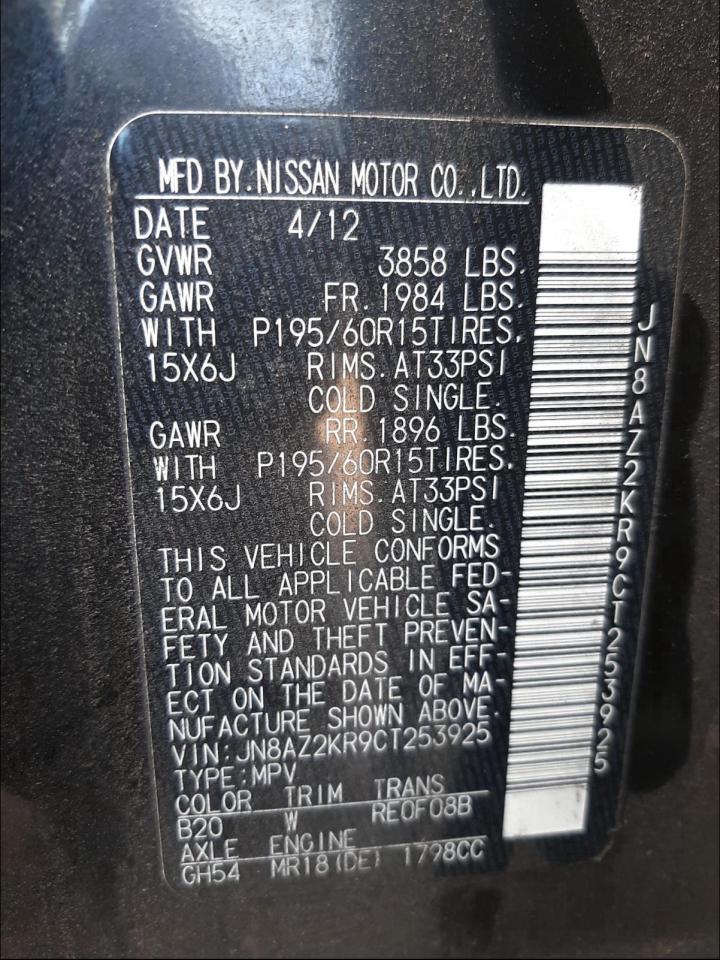 MFD BY.NISSAN MOTOR CO.,LTD.
DATE 4/12
GVWR 3858 LBS.
GAWR FR.1984 LBS.
WITH P195/60R15TIRES,
15X6J RIMS.AT33PSI
COLD SINGLE.
GAWR RR.1896 LBS.
WITH P195/60R15TIRES,
15X6J RIMS.AT33PSI
COLD SINGLE.
THIS VEHICLE CONFORMS
TO ALL APPLICABLE FED-
ERAL MOTOR VEHICLE SA-
FETY AND THEFT PREVEN-
TION STANDARDS IN EFF-
ECT ON THE DATE OF MA-
NUFACTURE SHOWN ABOVE.
VIN:JN8AZ2KR9CT253925
TYPE:MPV
COLOR TRIM TRANS
B20 W RE0F08B
AXLE ENGINE
GH54 MR18(DE) 1798CC
JN8AZ2KR9CT253925